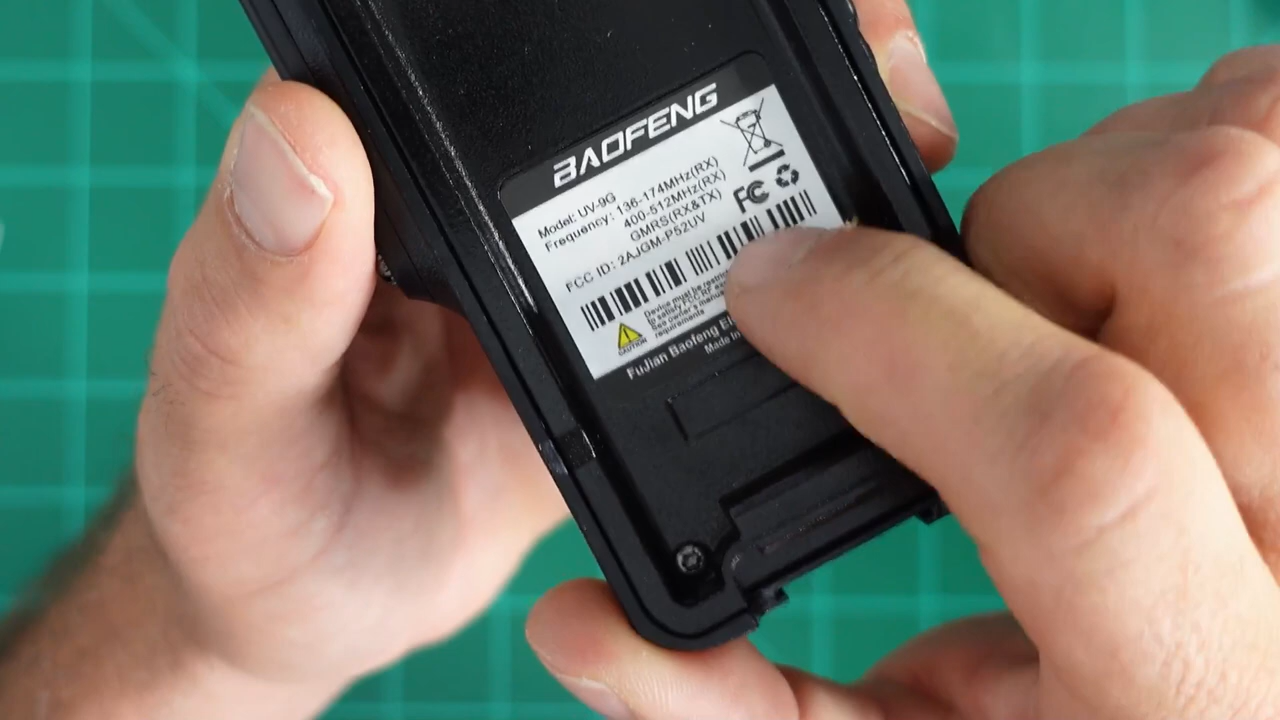 BAOFENG
Model: UV-9G
Frequency: 136-174MHz(RX)
400-512MHz(RX)
GMRS(RX&TX)
FCC ID: 2AJGM-P52UV
FC
CAUTION
Device must be
to satisfy FCC RF
See owner's
requirements
FuJian Baofeng
Made in